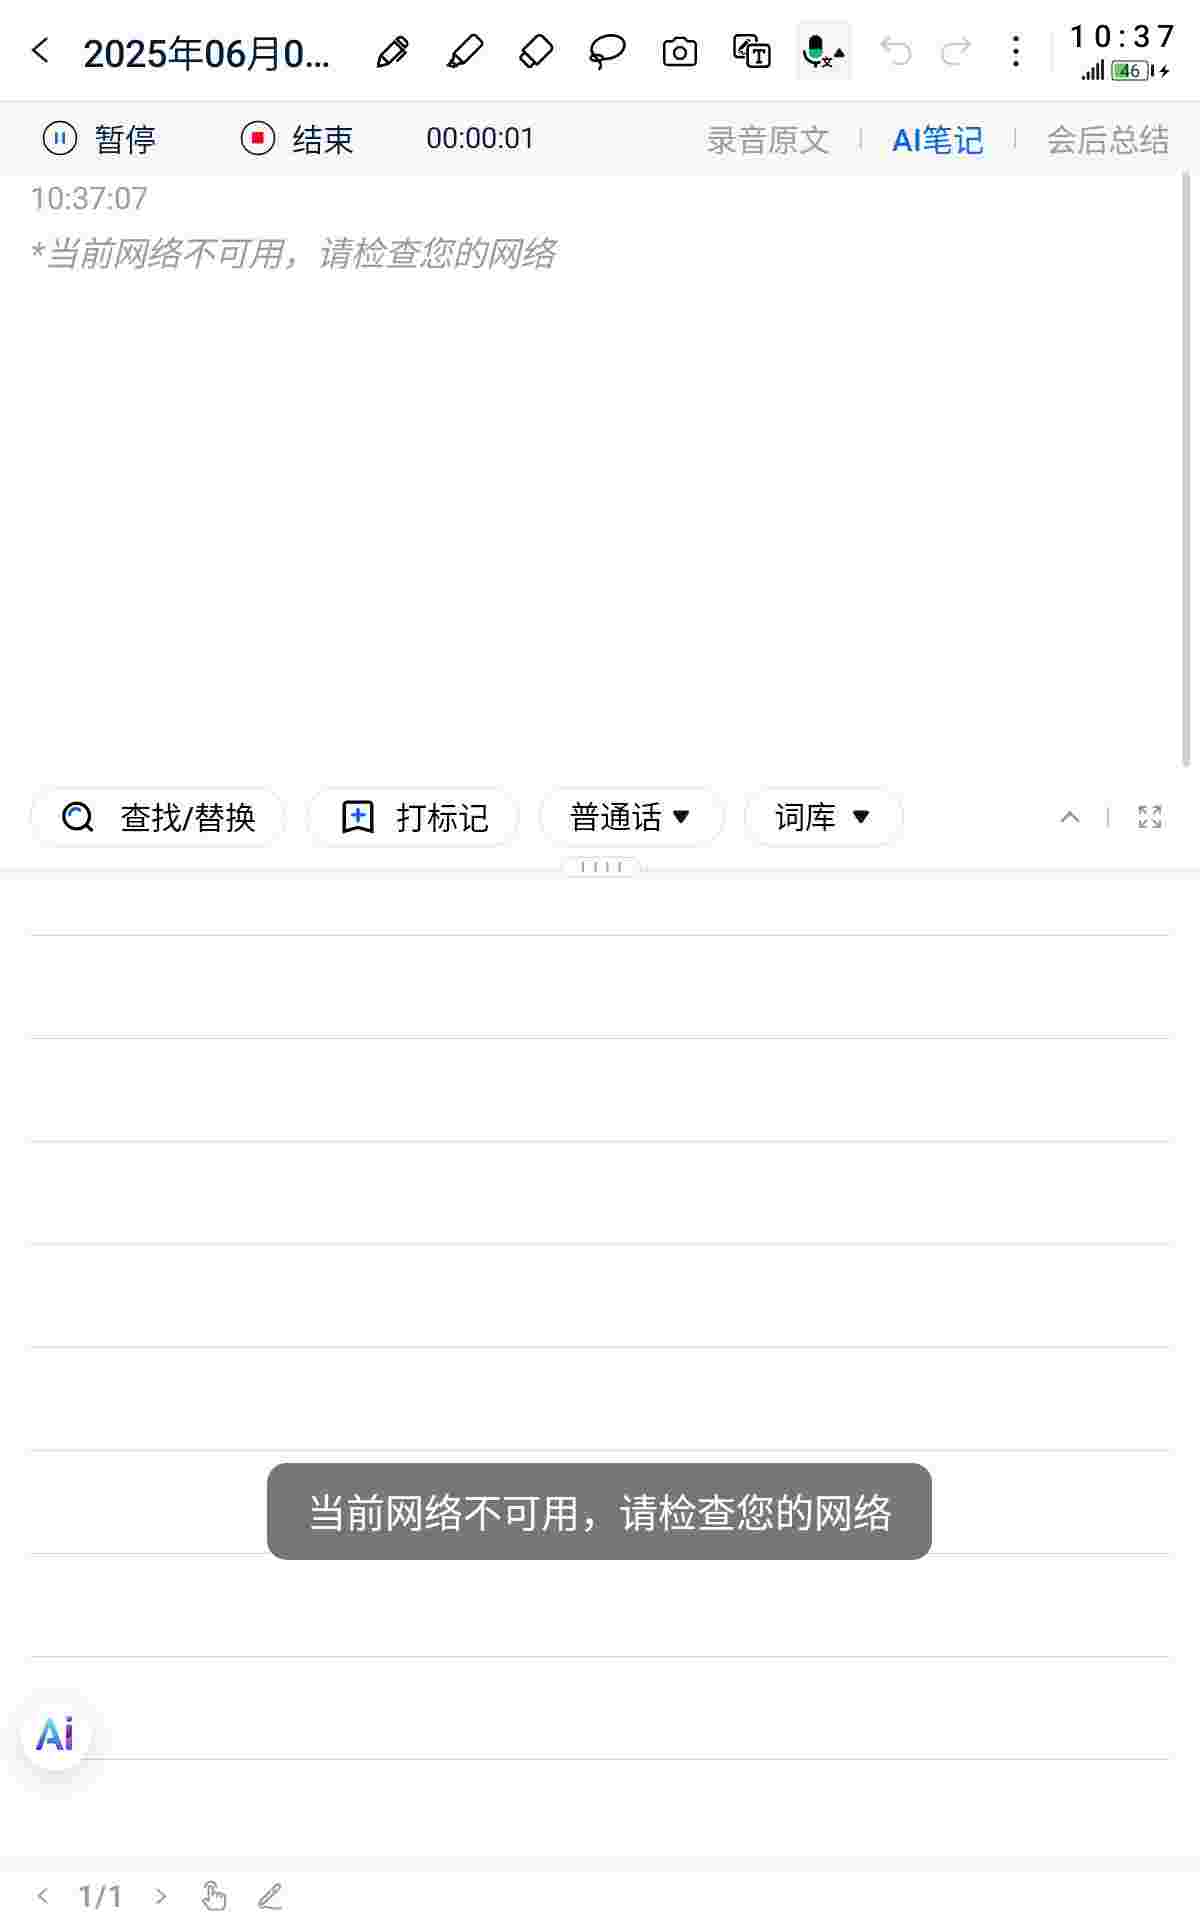 2025年06月0...
10:37
46
暂停 结束 00:00:01 录音原文 AI笔记 会后总结
10:37:07
*当前网络不可用，请检查您的网络
查找/替换 打标记 普通话 词库
当前网络不可用，请检查您的网络
Ai
1/1